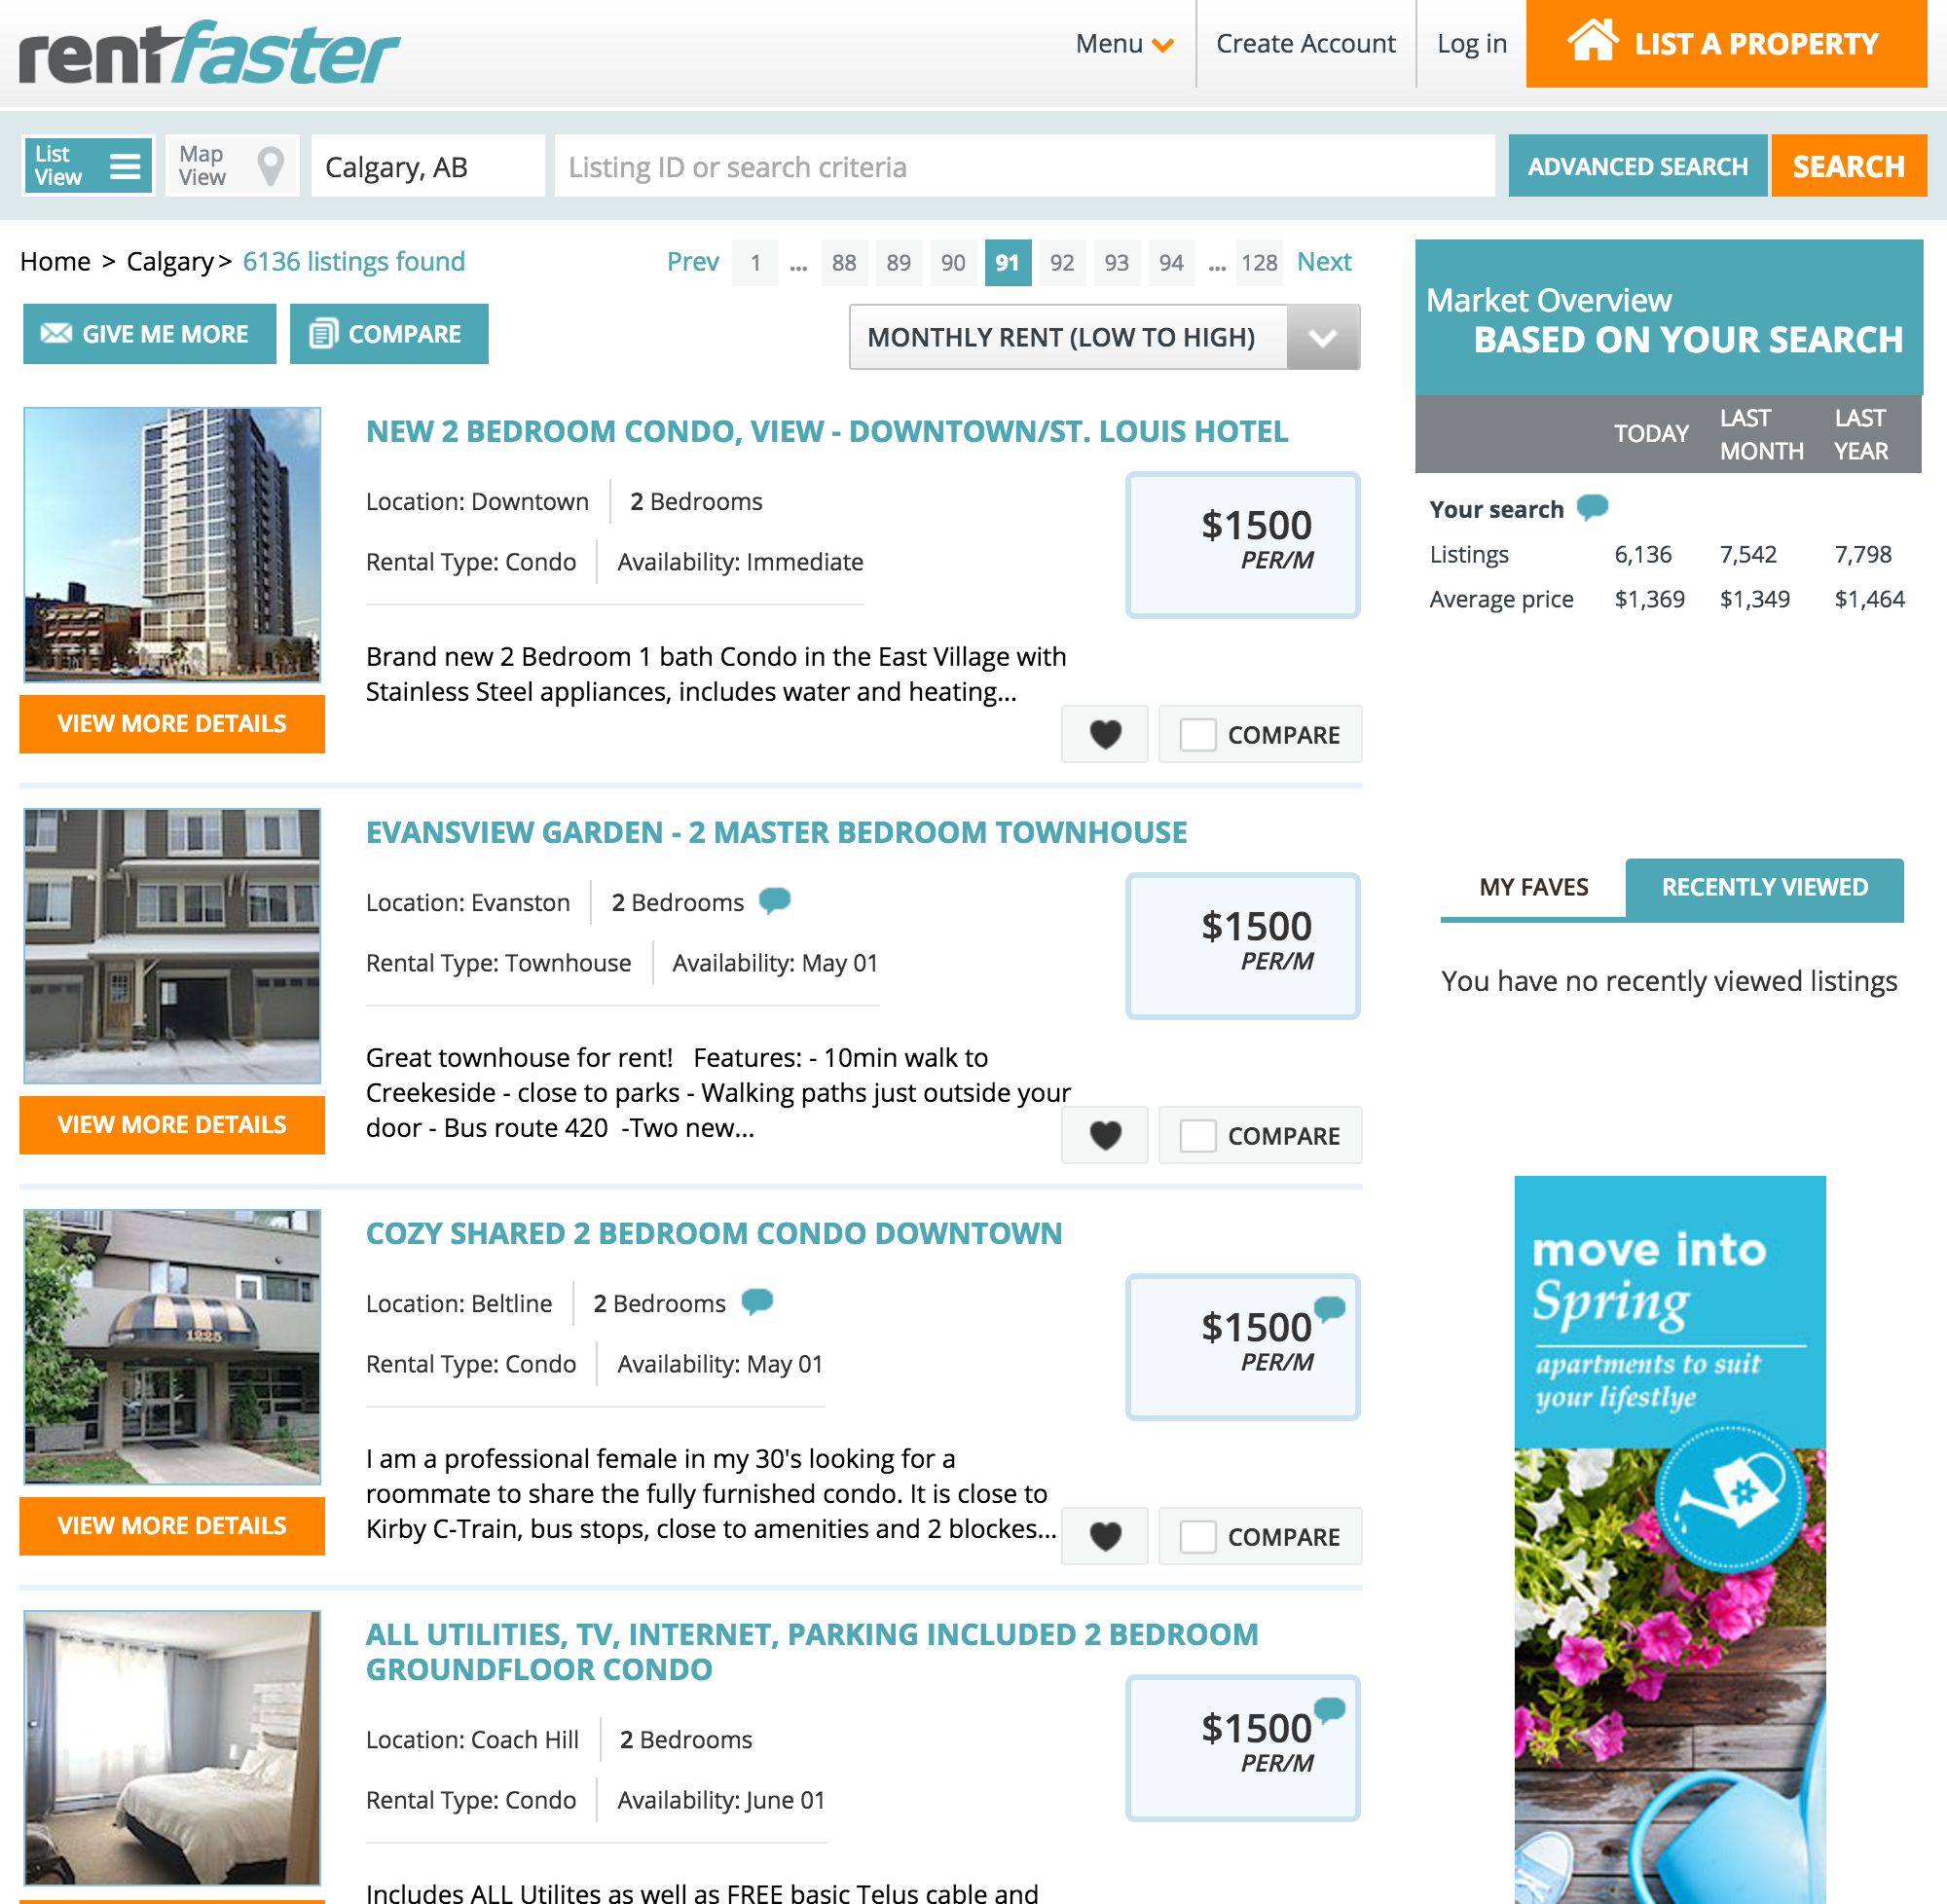 rentfaster
Menu
Create Account
Log in
LIST A PROPERTY
List
View
Map
View
Calgary, AB
Listing ID or search criteria
ADVANCED SEARCH
SEARCH
Home > Calgary > 6136 listings found
Prev 1 ... 88 89 90 91 92 93 94 ... 128 Next
GIVE ME MORE
COMPARE
MONTHLY RENT (LOW TO HIGH)
NEW 2 BEDROOM CONDO, VIEW - DOWNTOWN/ST. LOUIS HOTEL
Location: Downtown
2 Bedrooms
Rental Type: Condo
Availability: Immediate
$1500
PER/M
Brand new 2 Bedroom 1 bath Condo in the East Village with
Stainless Steel appliances, includes water and heating...
VIEW MORE DETAILS
COMPARE
EVANSVIEW GARDEN - 2 MASTER BEDROOM TOWNHOUSE
Location: Evanston
2 Bedrooms
Rental Type: Townhouse
Availability: May 01
$1500
PER/M
Great townhouse for rent!   Features: - 10min walk to
Creekeside - close to parks - Walking paths just outside your
door - Bus route 420  -Two new...
VIEW MORE DETAILS
COMPARE
COZY SHARED 2 BEDROOM CONDO DOWNTOWN
1225
Location: Beltline
2 Bedrooms
Rental Type: Condo
Availability: May 01
$1500
PER/M
I am a professional female in my 30's looking for a
roommate to share the fully furnished condo. It is close to
Kirby C-Train, bus stops, close to amenities and 2 blockes...
VIEW MORE DETAILS
COMPARE
ALL UTILITIES, TV, INTERNET, PARKING INCLUDED 2 BEDROOM
GROUNDFLOOR CONDO
Location: Coach Hill
2 Bedrooms
Rental Type: Condo
Availability: June 01
$1500
PER/M
Includes ALL Utilites as well as FREE basic Telus cable and
Market Overview
BASED ON YOUR SEARCH
TODAY
LAST
MONTH
LAST
YEAR
Your search
Listings 6,136 7,542 7,798
Average price $1,369 $1,349 $1,464
MY FAVES
RECENTLY VIEWED
You have no recently viewed listings
move into
Spring
apartments to suit
your lifestlye